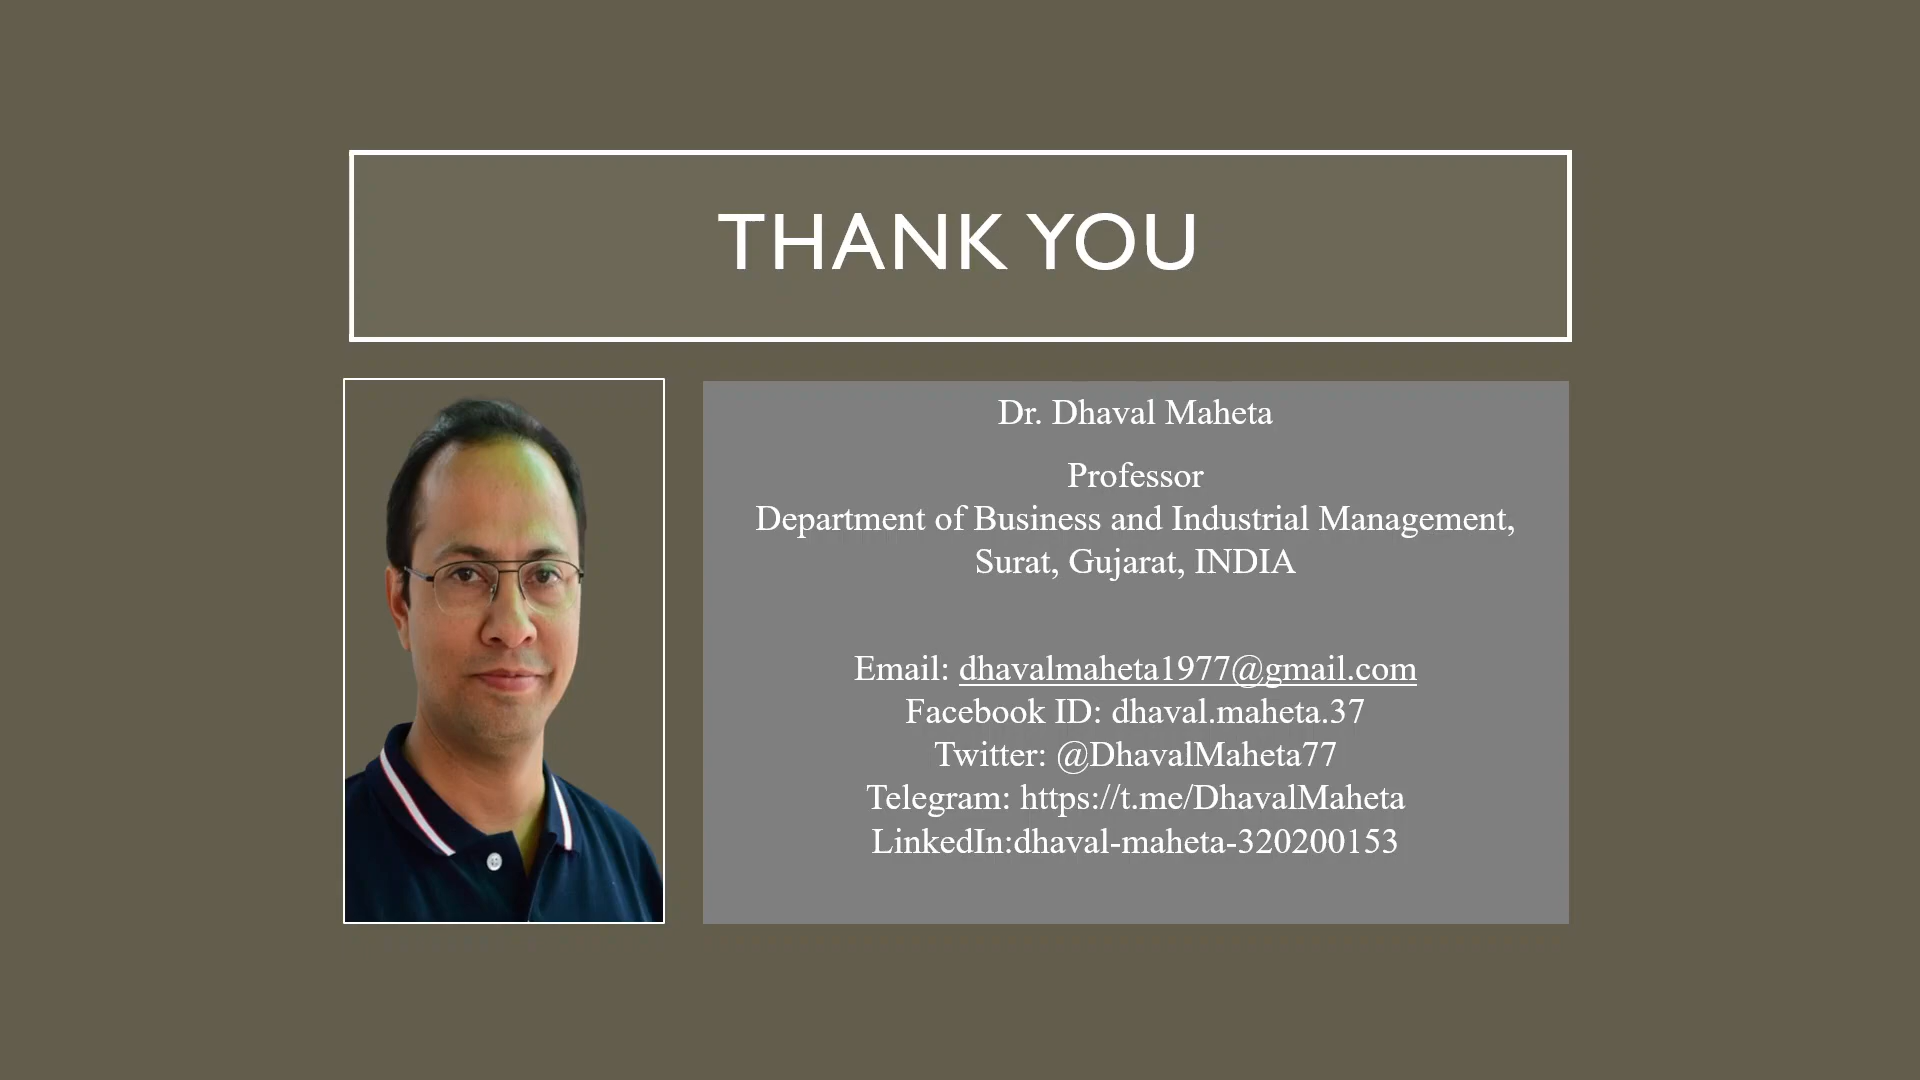 THANK YOU
Dr. Dhaval Maheta
Professor
Department of Business and Industrial Management,
Surat, Gujarat, INDIA
Email: dhavalmaheta1977@gmail.com
Facebook ID: dhaval.maheta.37
Twitter: @DhavalMaheta77
Telegram: https://t.me/DhavalMaheta
LinkedIn:dhaval-maheta-320200153